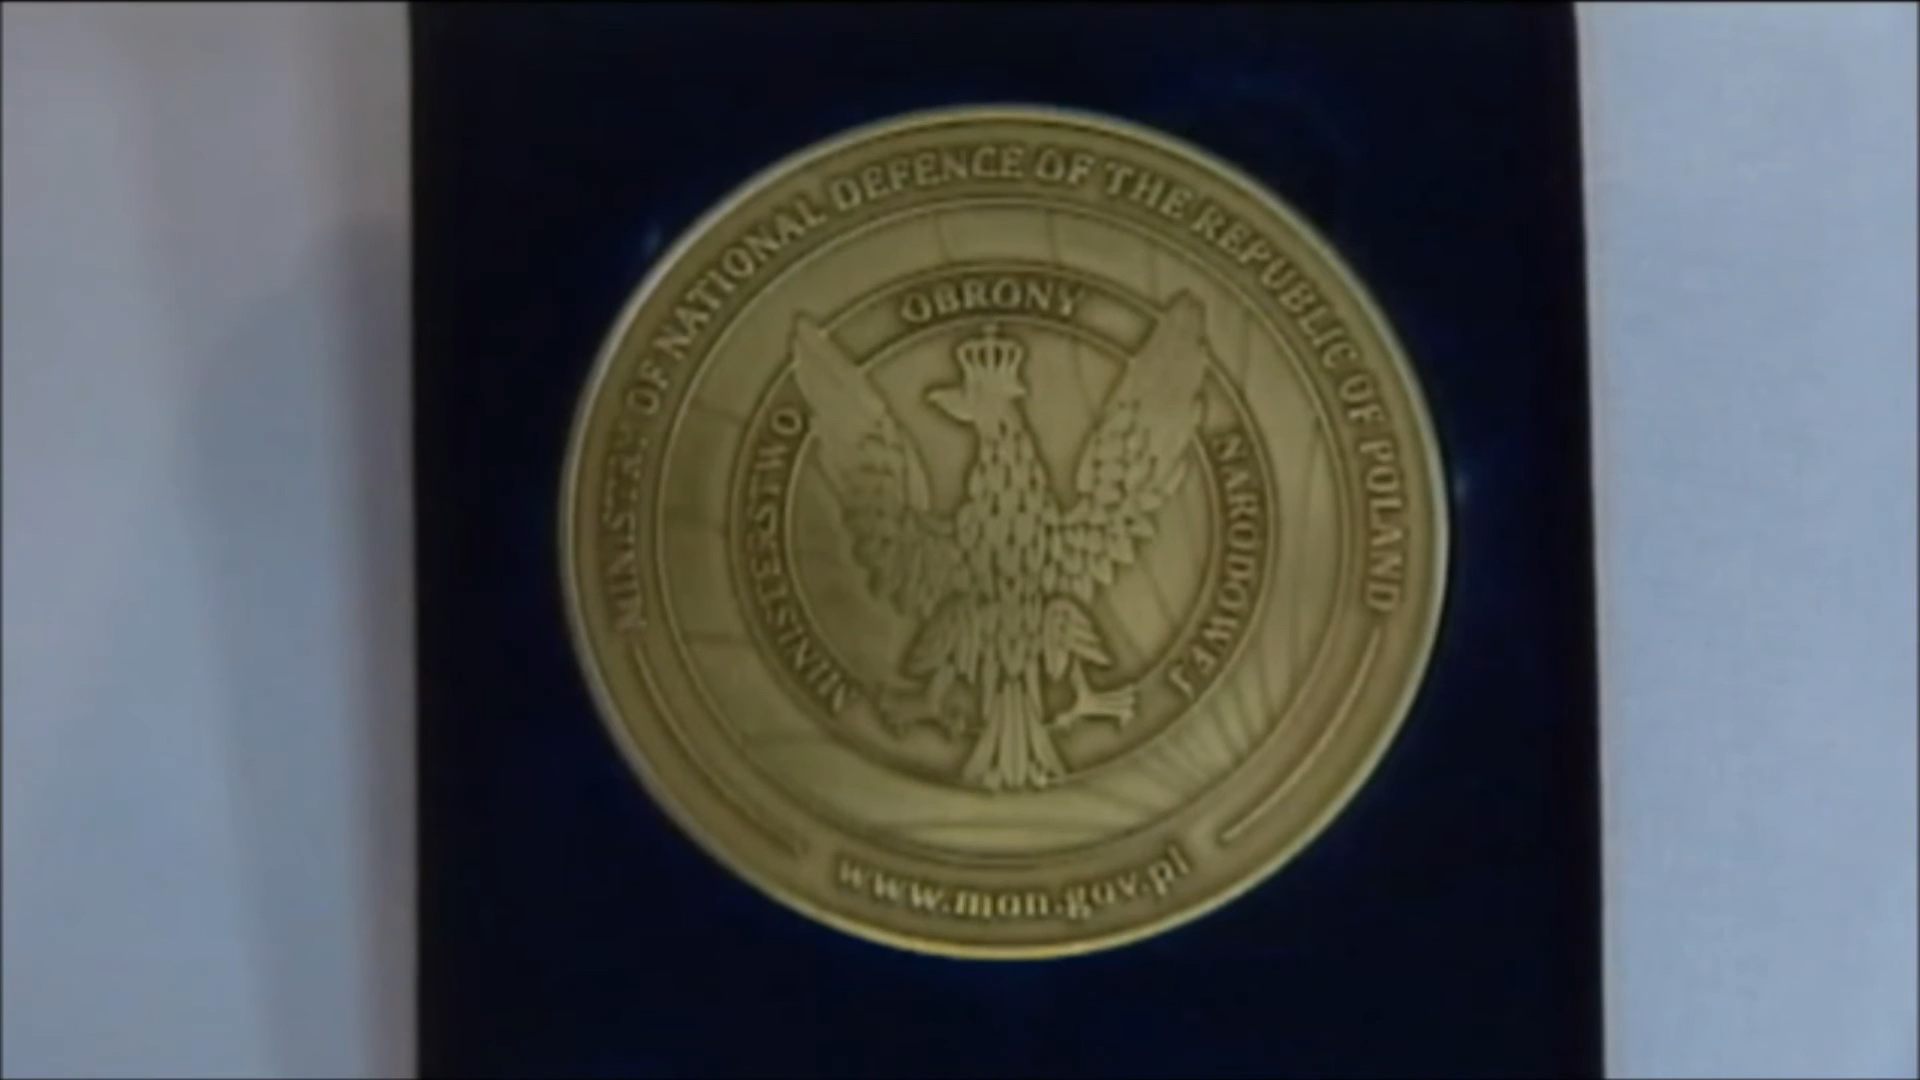 MINISTRY OF NATIONAL DEFENCE OF THE REPUBLIC OF POLAND
MINISTERSTWO OBRONY NARODOWEJ
www.mon.gov.pl